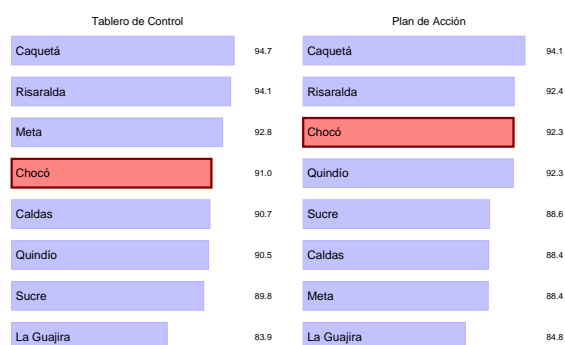 Tablero de Control
Caquetá 94.7
Risaralda 94.1
Meta 92.8
Chocó 91.0
Caldas 90.7
Quindío 90.5
Sucre 89.8
La Guajira 83.9
Plan de Acción
Caquetá 94.1
Risaralda 92.4
Chocó 92.3
Quindío 92.3
Sucre 88.6
Caldas 88.4
Meta 88.4
La Guajira 84.8